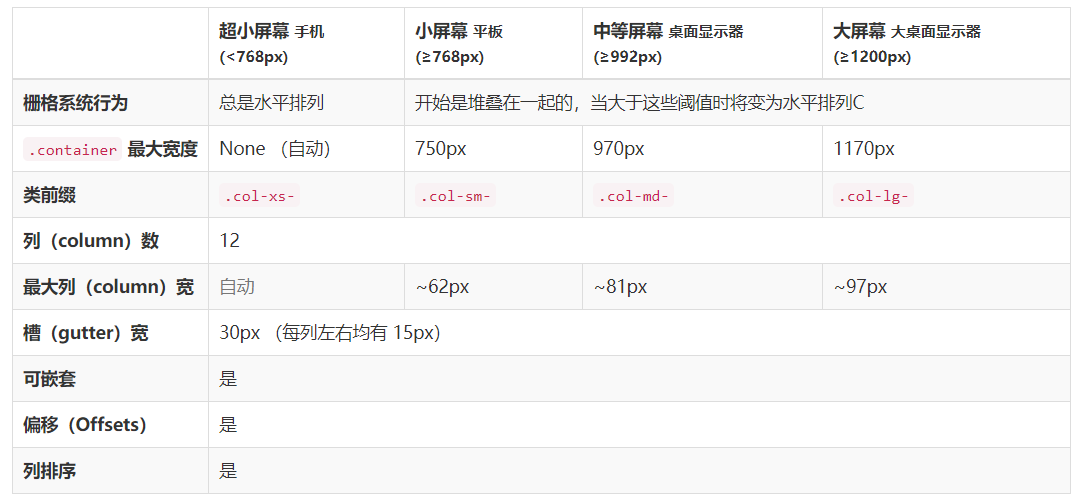 超小屏幕 手机 (<768px) 小屏幕 平板 (≥768px) 中等屏幕 桌面显示器 (≥992px) 大屏幕 大桌面显示器 (≥1200px)
栅格系统行为 总是水平排列 开始是堆叠在一起的，当大于这些阈值时将变为水平排列C
.container 最大宽度 None （自动） 750px 970px 1170px
类前缀 .col-xs- .col-sm- .col-md- .col-lg-
列（column）数 12
最大列（column）宽 自动 ~62px ~81px ~97px
槽（gutter）宽 30px （每列左右均有 15px）
可嵌套 是
偏移（Offsets） 是
列排序 是